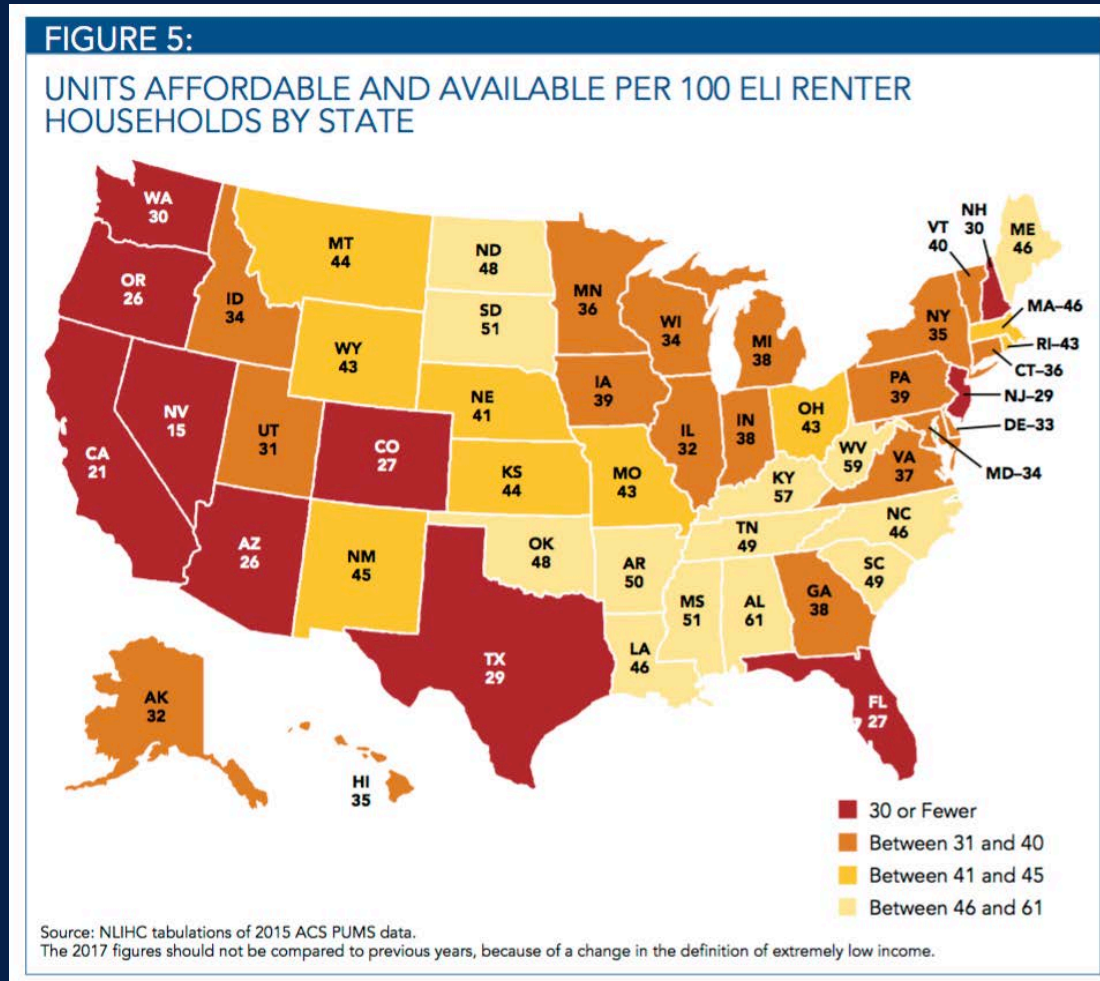 FIGURE 5:
UNITS AFFORDABLE AND AVAILABLE PER 100 ELI RENTER
HOUSEHOLDS BY STATE
WA
30
OR
26
CA
21
NV
15
ID
34
MT
44
WY
43
UT
31
CO
27
AZ
26
NM
45
ND
48
SD
51
NE
41
KS
44
OK
48
TX
29
MN
36
IA
39
MO
43
AR
50
LA
46
WI
34
IL
32
MI
38
IN
38
OH
43
KY
57
TN
49
MS
51
AL
61
GA
38
FL
27
SC
49
NC
46
VA
37
WV
59
PA
39
NY
35
VT
40
NH
30
ME
46
MA–46
RI–43
CT–36
NJ–29
DE–33
MD–34
AK
32
HI
35
30 or Fewer
Between 31 and 40
Between 41 and 45
Between 46 and 61
Source: NLIHC tabulations of 2015 ACS PUMS data.
The 2017 figures should not be compared to previous years, because of a change in the definition of extremely low income.